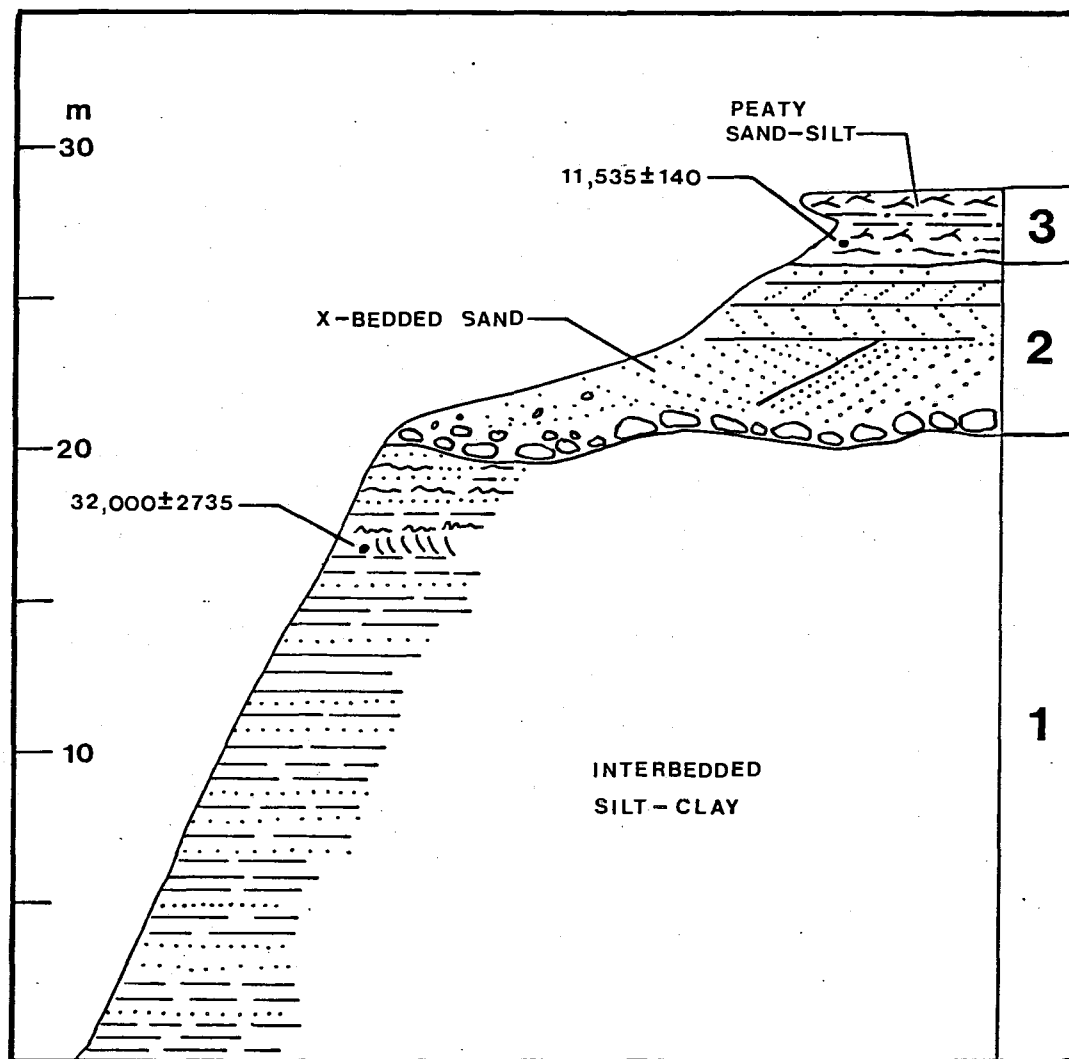 m
30
PEATY
SAND-SILT
11,535±140
3
X-BEDDED SAND
2
20
32,000±2735
1
10
INTERBEDDED
SILT-CLAY